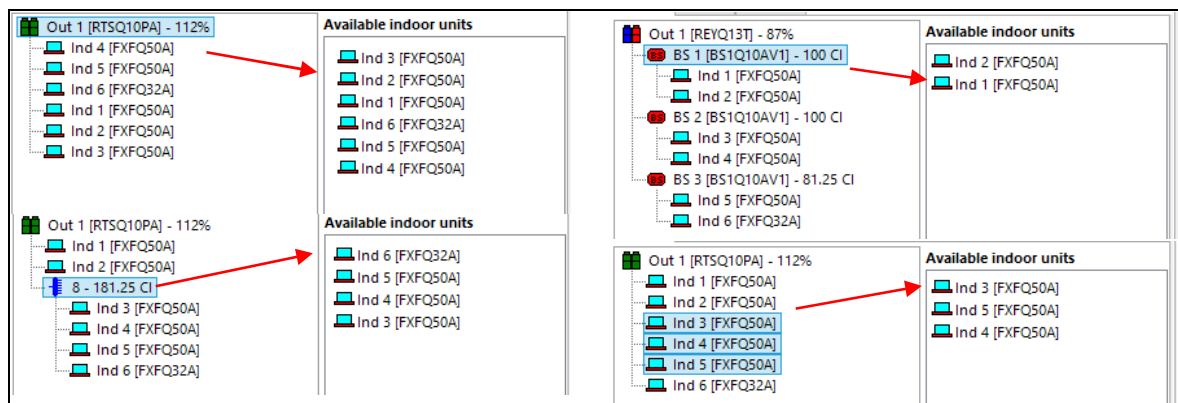 Out 1 [RTSQ10PA] - 112%
Ind 4 [FXFQ50A]
Ind 5 [FXFQ50A]
Ind 6 [FXFQ32A]
Ind 1 [FXFQ50A]
Ind 2 [FXFQ50A]
Ind 3 [FXFQ50A]
Available indoor units
Ind 3 [FXFQ50A]
Ind 2 [FXFQ50A]
Ind 1 [FXFQ50A]
Ind 6 [FXFQ32A]
Ind 5 [FXFQ50A]
Ind 4 [FXFQ50A]
Out 1 [REYQ13T] - 87%
BS 1 [BS1Q10AV1] - 100 CI
Ind 1 [FXFQ50A]
Ind 2 [FXFQ50A]
BS 2 [BS1Q10AV1] - 100 CI
Ind 3 [FXFQ50A]
Ind 4 [FXFQ50A]
BS 3 [BS1Q10AV1] - 81.25 CI
Ind 5 [FXFQ50A]
Ind 6 [FXFQ32A]
Available indoor units
Ind 2 [FXFQ50A]
Ind 1 [FXFQ50A]
Out 1 [RTSQ10PA] - 112%
Ind 1 [FXFQ50A]
Ind 2 [FXFQ50A]
8 - 181.25 CI
Ind 3 [FXFQ50A]
Ind 4 [FXFQ50A]
Ind 5 [FXFQ50A]
Ind 6 [FXFQ32A]
Available indoor units
Ind 6 [FXFQ32A]
Ind 5 [FXFQ50A]
Ind 4 [FXFQ50A]
Ind 3 [FXFQ50A]
Out 1 [RTSQ10PA] - 112%
Ind 1 [FXFQ50A]
Ind 2 [FXFQ50A]
Ind 3 [FXFQ50A]
Ind 4 [FXFQ50A]
Ind 5 [FXFQ50A]
Ind 6 [FXFQ32A]
Available indoor units
Ind 3 [FXFQ50A]
Ind 5 [FXFQ50A]
Ind 4 [FXFQ50A]